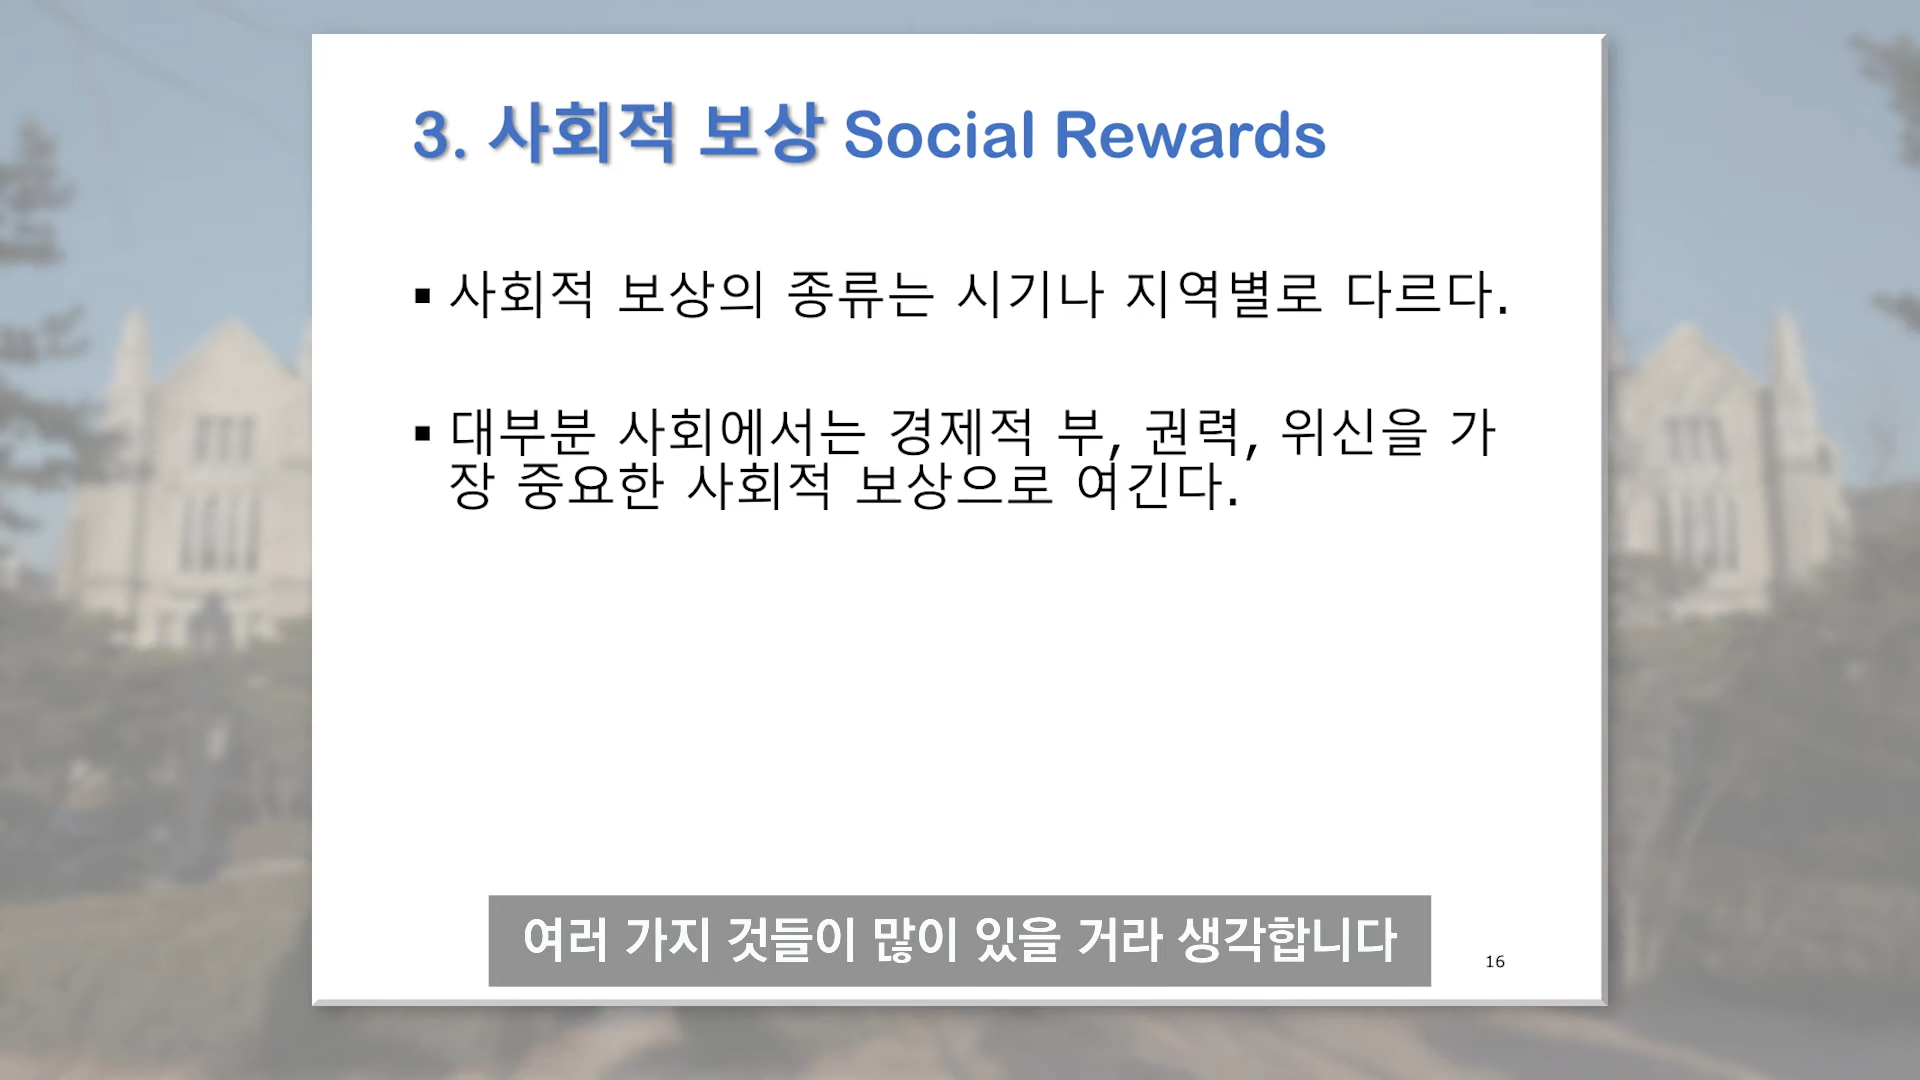 3. 사회적 보상 Social Rewards
▪ 사회적 보상의 종류는 시기나 지역별로 다르다.
▪ 대부분 사회에서는 경제적 부, 권력, 위신을 가
장 중요한 사회적 보상으로 여긴다.
여러 가지 것들이 많이 있을 거라 생각합니다
16